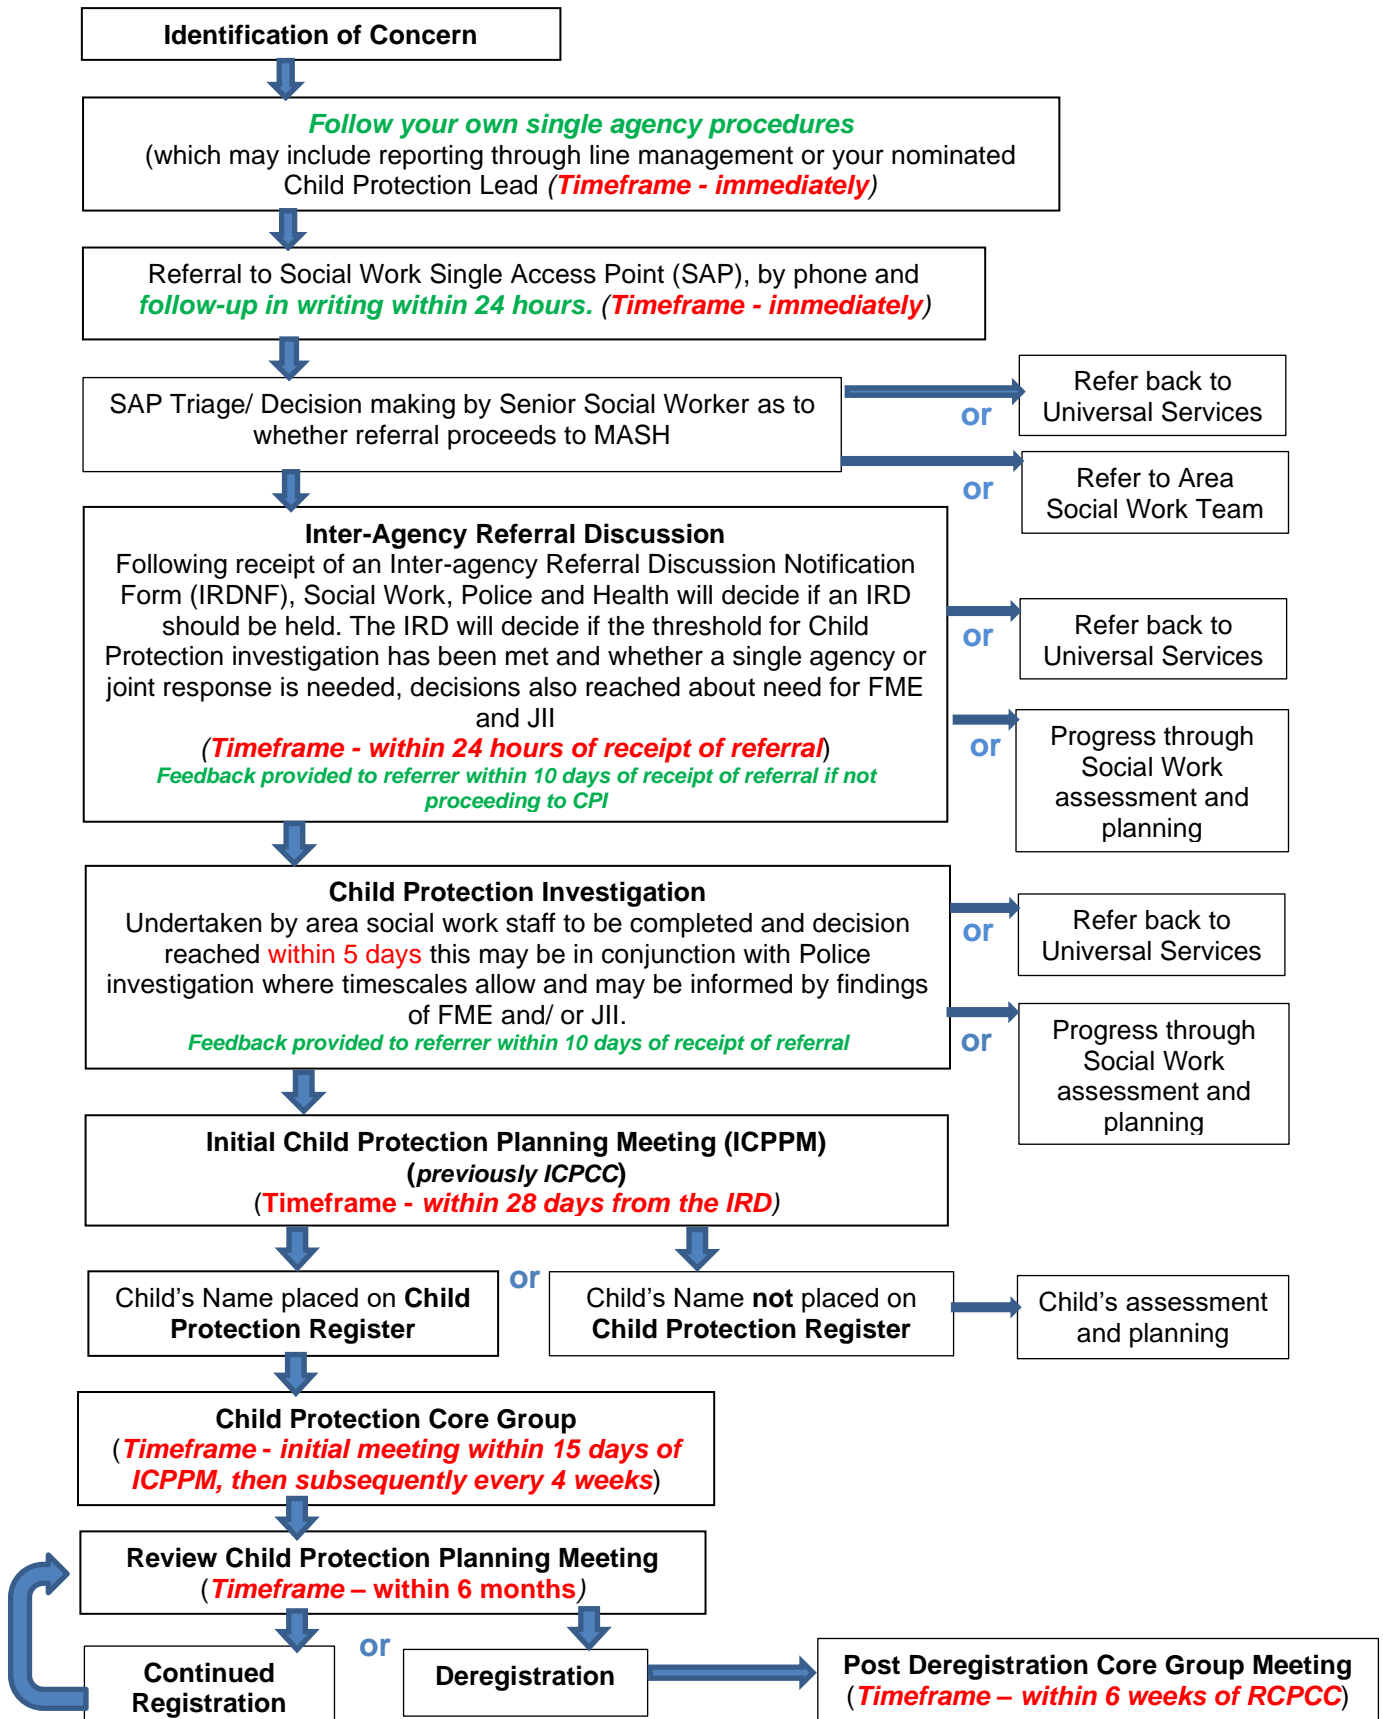 Identification of Concern
Follow your own single agency procedures
(which may include reporting through line management or your nominated
Child Protection Lead (Timeframe - immediately)
Referral to Social Work Single Access Point (SAP), by phone and
follow-up in writing within 24 hours. (Timeframe - immediately)
SAP Triage/ Decision making by Senior Social Worker as to
whether referral proceeds to MASH
or
Refer back to
Universal Services
or
Refer to Area
Social Work Team
Inter-Agency Referral Discussion
Following receipt of an Inter-agency Referral Discussion Notification
Form (IRDNF), Social Work, Police and Health will decide if an IRD
should be held. The IRD will decide if the threshold for Child
Protection investigation has been met and whether a single agency or
joint response is needed, decisions also reached about need for FME
and JII
(Timeframe - within 24 hours of receipt of referral)
Feedback provided to referrer within 10 days of receipt of referral if not
proceeding to CPI
or
Refer back to
Universal Services
or
Progress through
Social Work
assessment and
planning
Child Protection Investigation
Undertaken by area social work staff to be completed and decision
reached within 5 days this may be in conjunction with Police
investigation where timescales allow and may be informed by findings
of FME and/ or JII.
Feedback provided to referrer within 10 days of receipt of referral
or
Refer back to
Universal Services
or
Progress through
Social Work
assessment and
planning
Initial Child Protection Planning Meeting (ICPPM)
(previously ICPCC)
(Timeframe - within 28 days from the IRD)
Child's Name placed on Child
Protection Register
or
Child's Name not placed on
Child Protection Register
Child's assessment
and planning
Child Protection Core Group
(Timeframe - initial meeting within 15 days of
ICPPM, then subsequently every 4 weeks)
Review Child Protection Planning Meeting
(Timeframe – within 6 months)
Continued
Registration
or
Deregistration
Post Deregistration Core Group Meeting
(Timeframe – within 6 weeks of RCPCC)